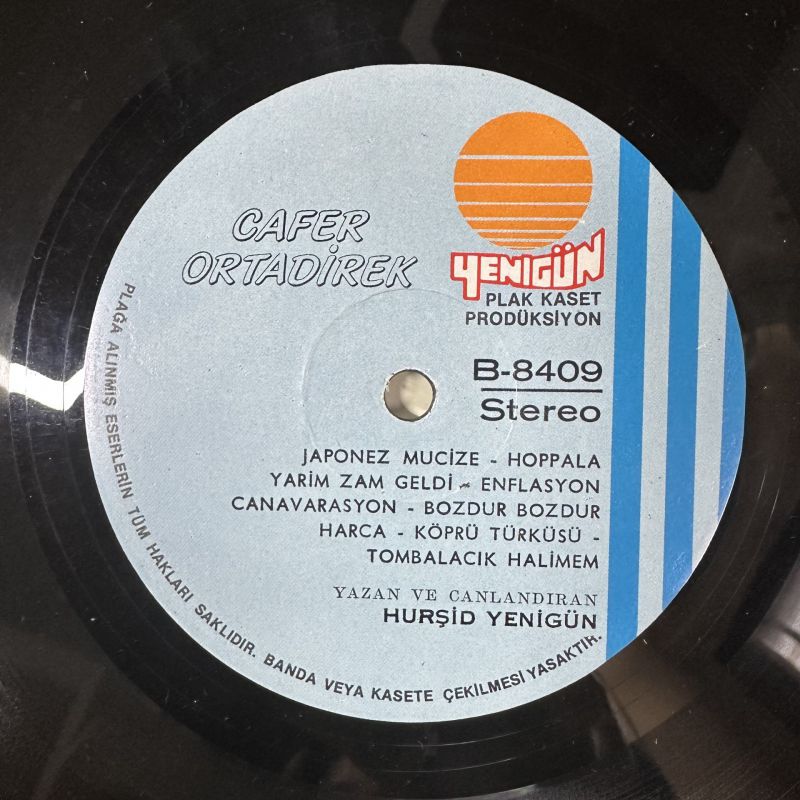 CAFER
ORTADİREK
YENİGÜN
PLAK KASET
PRODÜKSİYON
B-8409
Stereo
JAPONEZ MUCİZE - HOPPALA
YARİM ZAM GELDİ - ENFLASYON
CANAVARASYON - BOZDUR BOZDUR
HARCA - KÖPRÜ TÜRKÜSÜ -
TOMBALACIK HALİMEM
YAZAN VE CANLANDIRAN
HURŞİD YENİGÜN
PLAĞA ALINMIŞ ESERLERİN TÜM HAKLARI SAKLIDIR. BANDA VEYA KASETE ÇEKİLMESİ YASAKTIR.